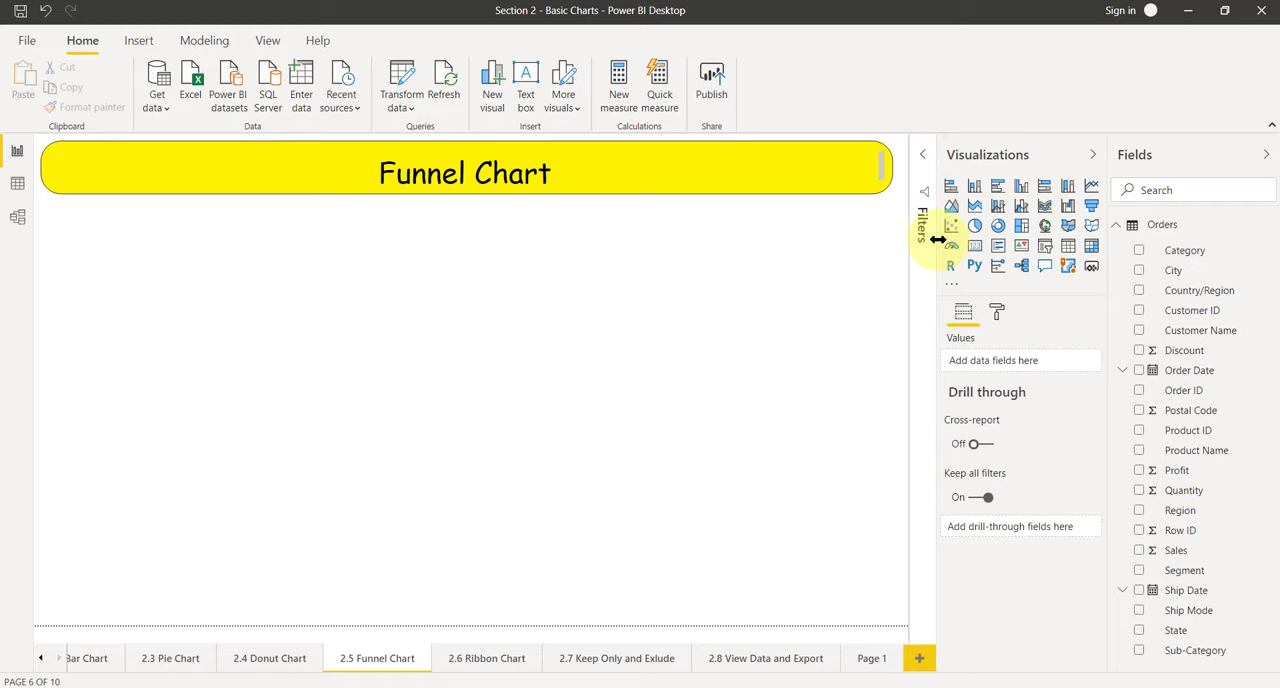 Section 2 - Basic Charts - Power BI Desktop
Sign in
File Home Insert Modeling View Help
Paste
Cut
Copy
Format painter
Clipboard
Get data
Excel
Power BI datasets
SQL Server
Enter data
Recent sources
Data
Transform data
Refresh
Queries
New visual
Text box
More visuals
Insert
New measure
Quick measure
Calculations
Publish
Share
Funnel Chart
Filters
Visualizations
R
Py
123
...
Values
Add data fields here
Drill through
Cross-report
Off
Keep all filters
On
Add drill-through fields here
Fields
Search
Orders
Category
City
Country/Region
Customer ID
Customer Name
Σ Discount
Order Date
Order ID
Σ Postal Code
Product ID
Product Name
Σ Profit
Σ Quantity
Region
Σ Row ID
Σ Sales
Segment
Ship Date
Ship Mode
State
Sub-Category
Bar Chart 2.3 Pie Chart 2.4 Donut Chart 2.5 Funnel Chart 2.6 Ribbon Chart 2.7 Keep Only and Exlude 2.8 View Data and Export Page 1
PAGE 6 OF 10